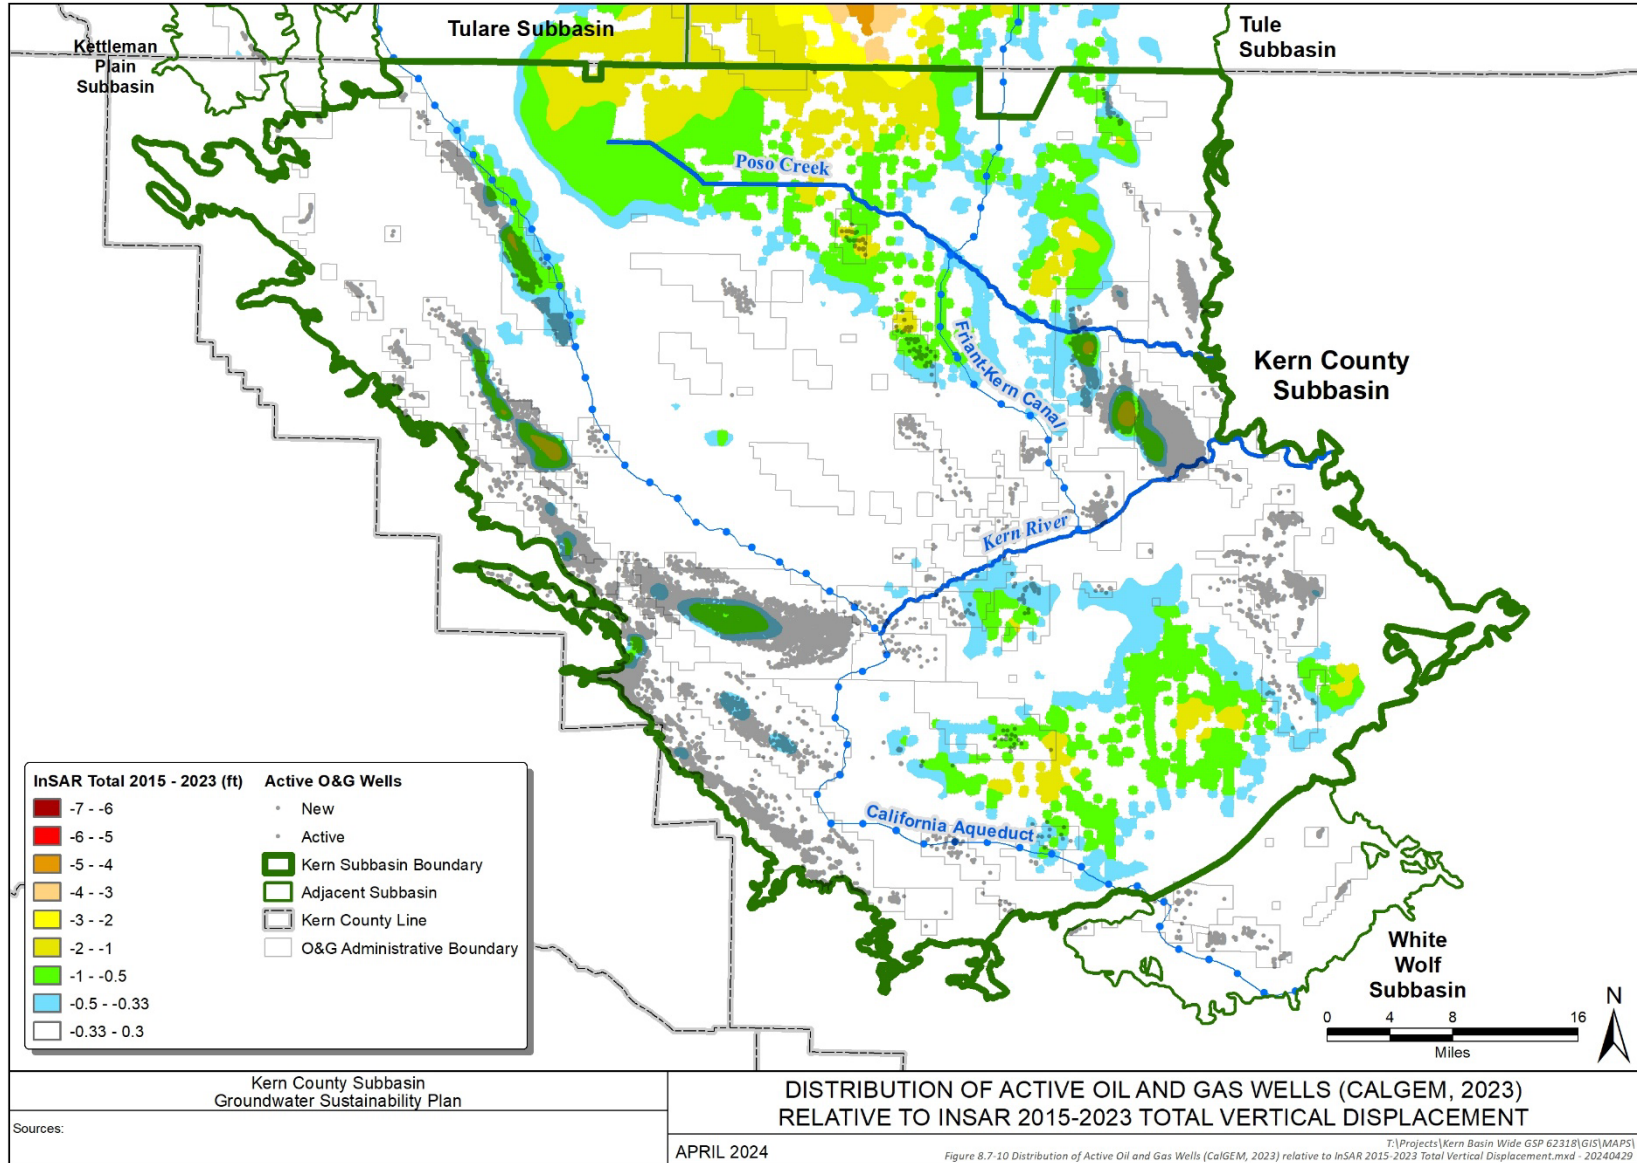 Kettleman
Plain
Subbasin
Tulare Subbasin
Tule
Subbasin
Poso Creek
Friant-Kern Canal
Kern County
Subbasin
Kern River
California Aqueduct
White
Wolf
Subbasin
InSAR Total 2015 - 2023 (ft)
-7 - -6
-6 - -5
-5 - -4
-4 - -3
-3 - -2
-2 - -1
-1 - -0.5
-0.5 - -0.33
-0.33 - 0.3
Active O&G Wells
New
Active
Kern Subbasin Boundary
Adjacent Subbasin
Kern County Line
O&G Administrative Boundary
N
0 4 8 16
Miles
Kern County Subbasin
Groundwater Sustainability Plan
Sources:
DISTRIBUTION OF ACTIVE OIL AND GAS WELLS (CALGEM, 2023)
RELATIVE TO INSAR 2015-2023 TOTAL VERTICAL DISPLACEMENT
APRIL 2024
T:\Projects\Kern Basin Wide GSP 62318\GIS\MAPS\
Figure 8.7-10 Distribution of Active Oil and Gas Wells (CalGEM, 2023) relative to InSAR 2015-2023 Total Vertical Displacement.mxd - 20240429